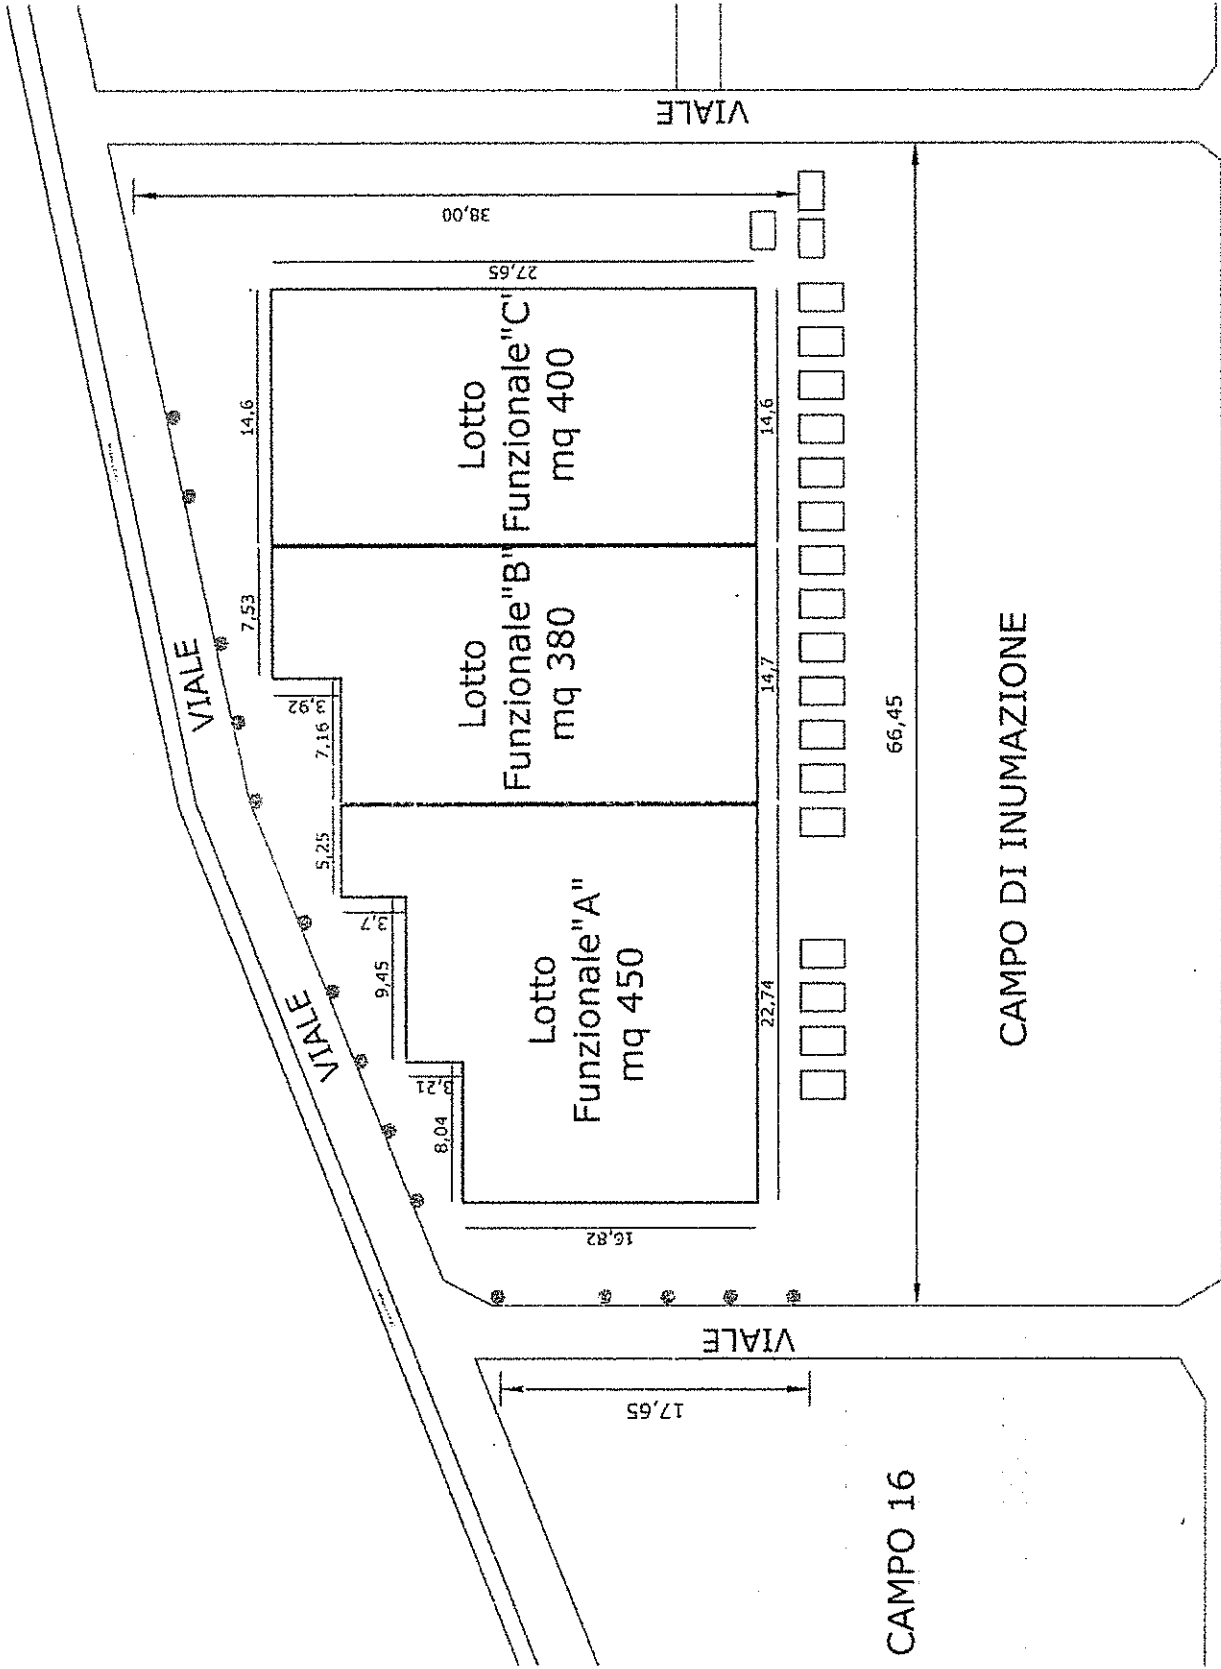 VIALE
VIALE
VIALE
VIALE
38,00
27,65
14,6
7,53
3,92
7,16
5,25
3,7
9,45
3,21
8,04
16,82
17,65
Lotto
Funzionale"A"
mq 450
Lotto
Funzionale"B"
mq 380
Lotto
Funzionale"C"
mq 400
22,74
14,7
14,6
66,45
CAMPO DI INUMAZIONE
CAMPO 16